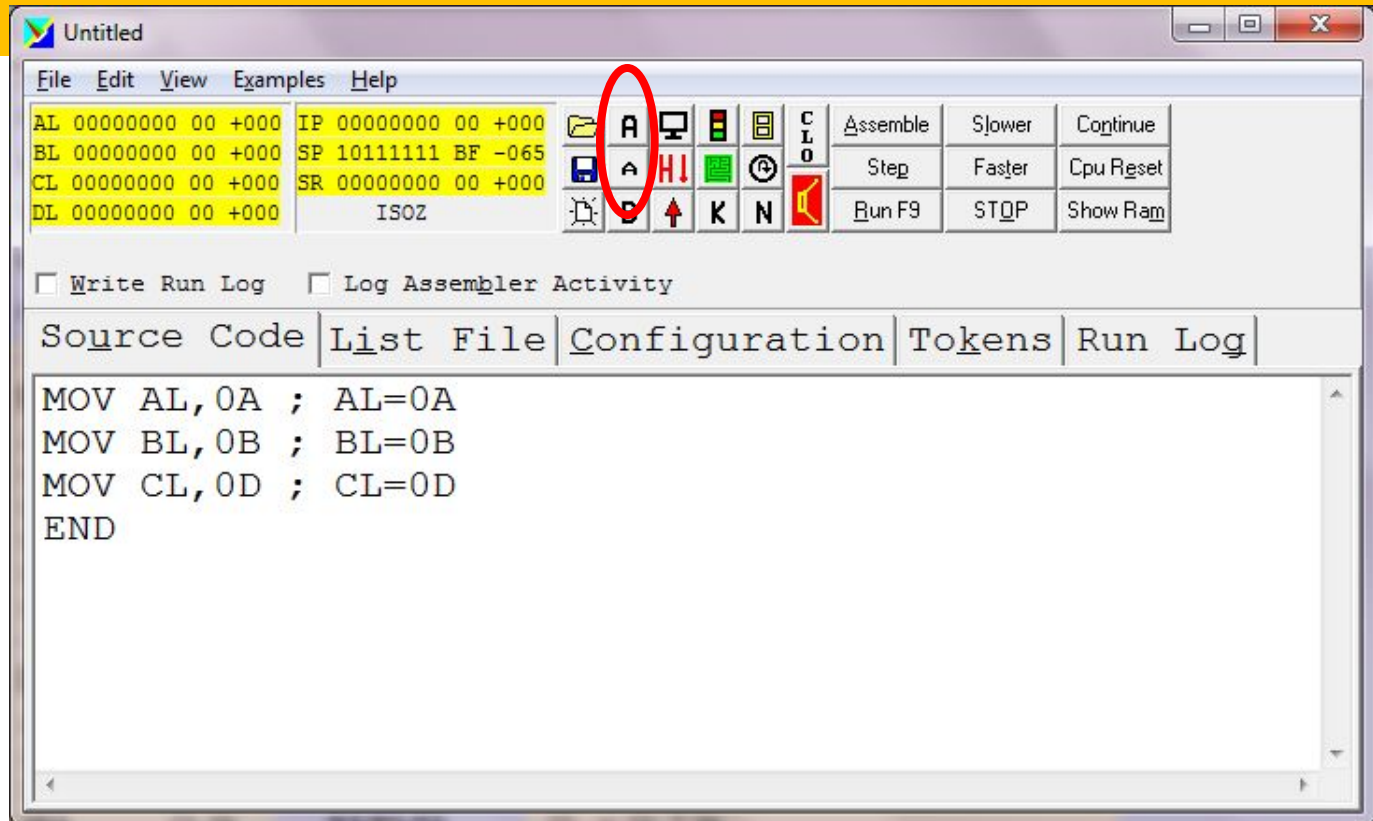 Untitled
File Edit View Examples Help
AL 00000000 00 +000 IP 00000000 00 +000
BL 00000000 00 +000 SP 10111111 BF -065
CL 00000000 00 +000 SR 00000000 00 +000
DL 00000000 00 +000 ISOZ
A CLO Assemble Slower Continue
A Step Faster Cpu Reset
B K N Run F9 STOP Show Ram
Write Run Log Log Assembler Activity
Source Code List File Configuration Tokens Run Log
MOV AL,0A ; AL=0A
MOV BL,0B ; BL=0B
MOV CL,0D ; CL=0D
END